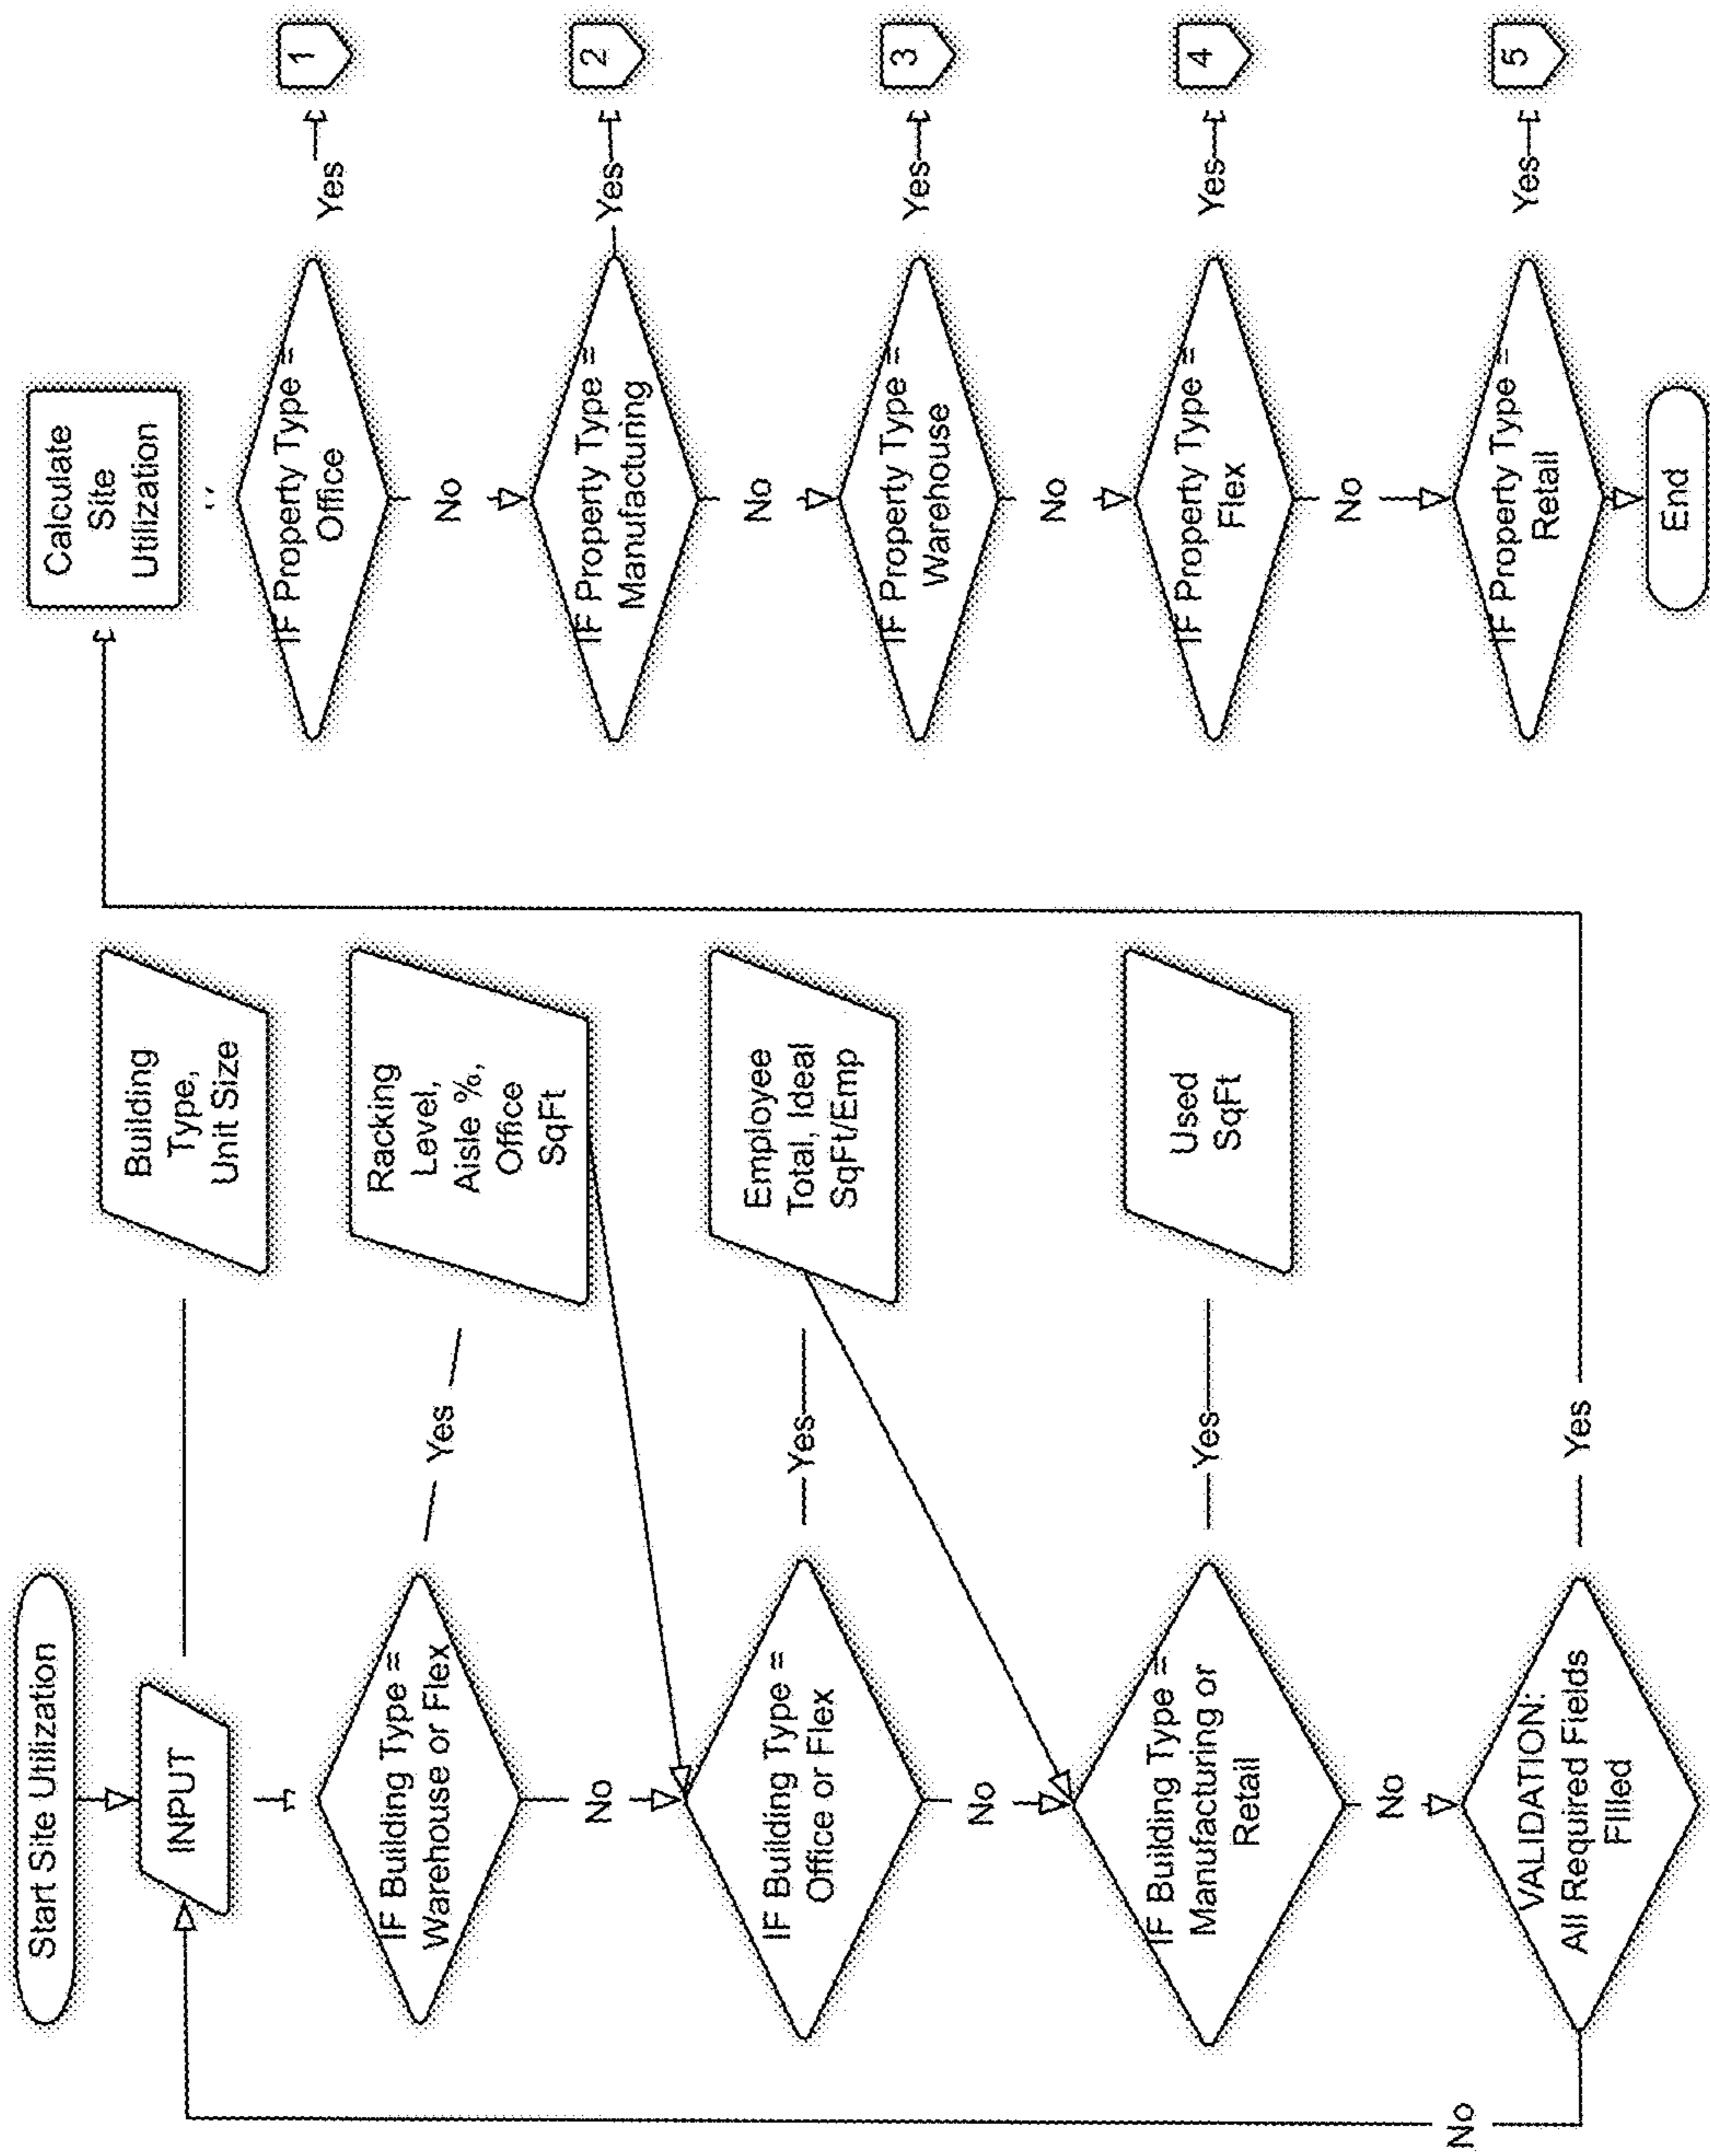 Start Site Utilization
INPUT
Building
Type,
Unit Size
IF Building Type =
Warehouse or Flex
Yes
Racking
Level,
Aisle %,
Office
SqFt
No
IF Building Type =
Office or Flex
Yes
Employee
Total, Ideal
SqFt/Emp
No
IF Building Type =
Manufacturing or
Retail
Yes
Used
SqFt
No
VALIDATION:
All Required Fields
FIlled
Yes
No
Calculate
Site
Utilization
IF Property Type =
Office
Yes
1
No
IF Property Type =
Manufacturing
Yes
2
No
IF Property Type =
Warehouse
Yes
3
No
IF Property Type =
Flex
Yes
4
No
IF Property Type =
Retail
Yes
5
End